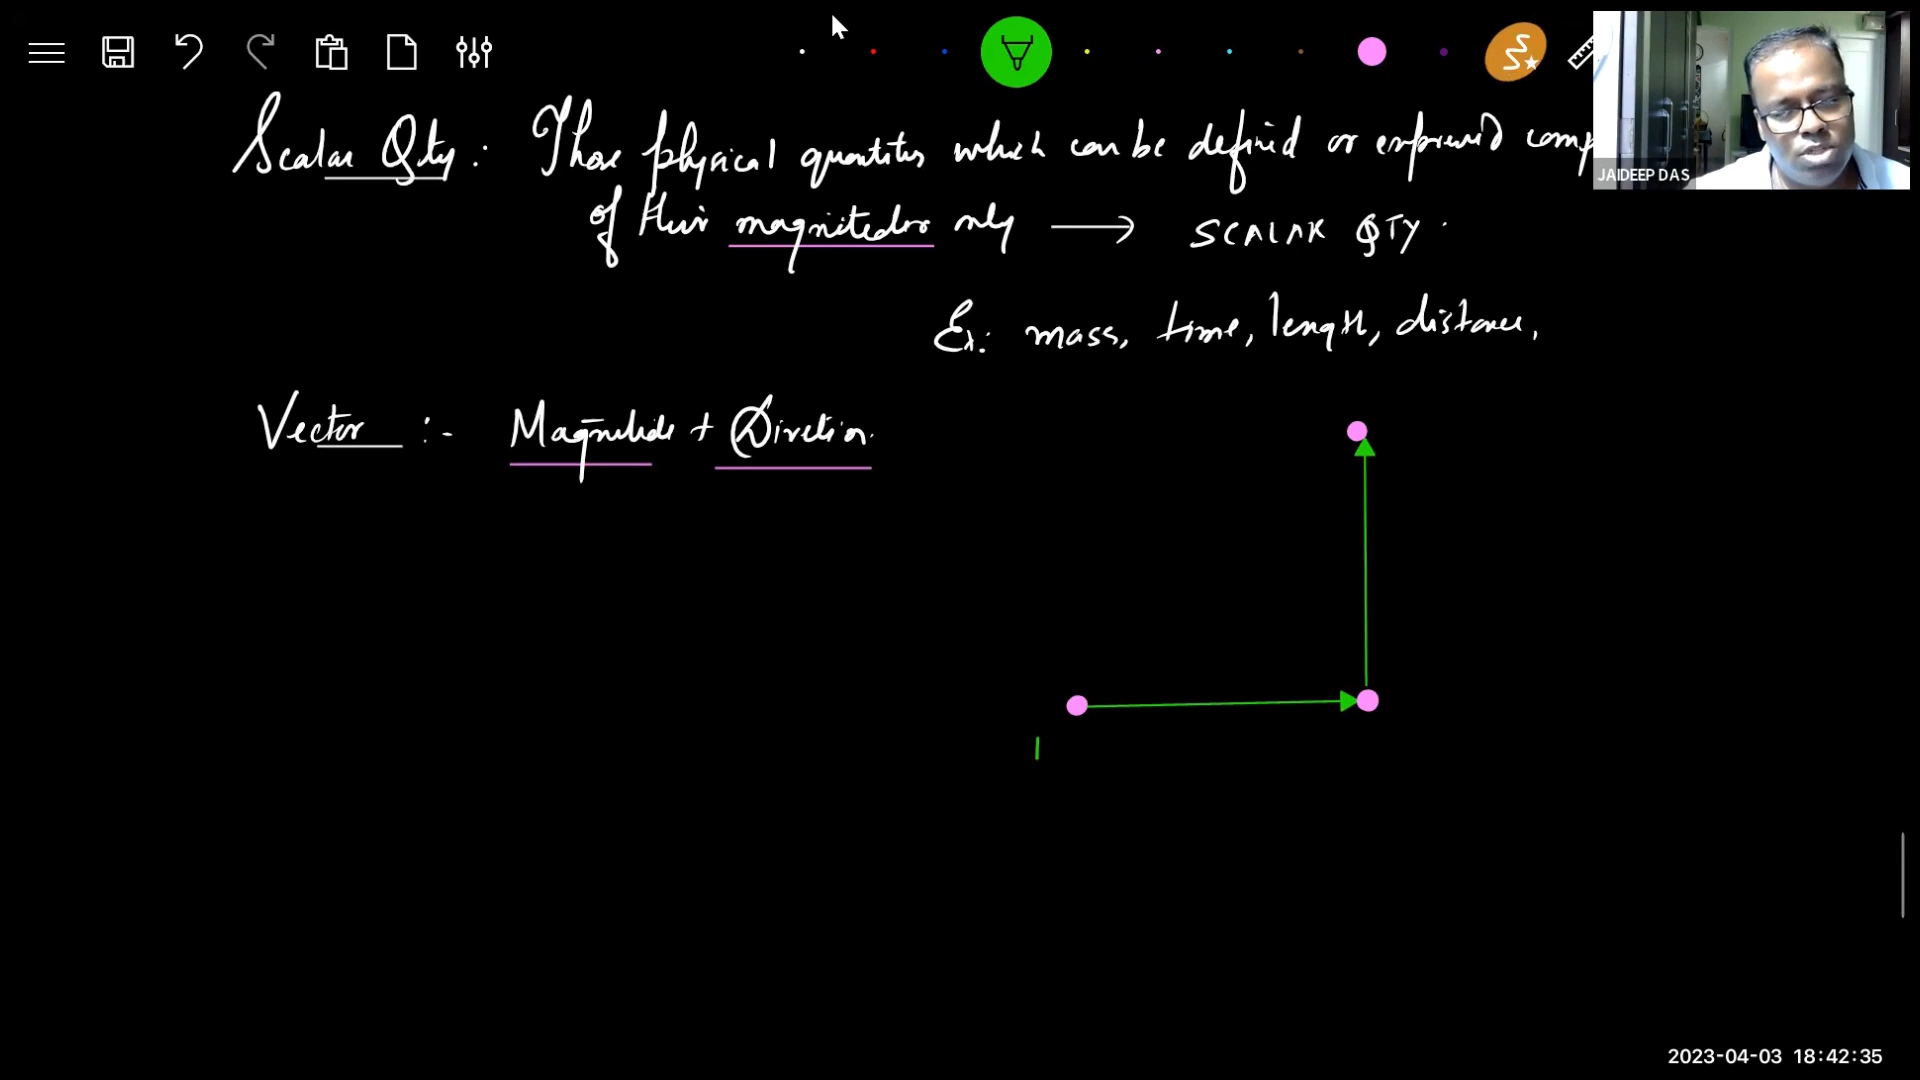 Scalar Qty: Those physical quantities which can be defined or expressed comp
of their magnitudes only → SCALAR QTY.
Ex: mass, time, length, distance,
Vector :- Magnitude + Direction.
JAIDEEP DAS
2023-04-03 18:42:35